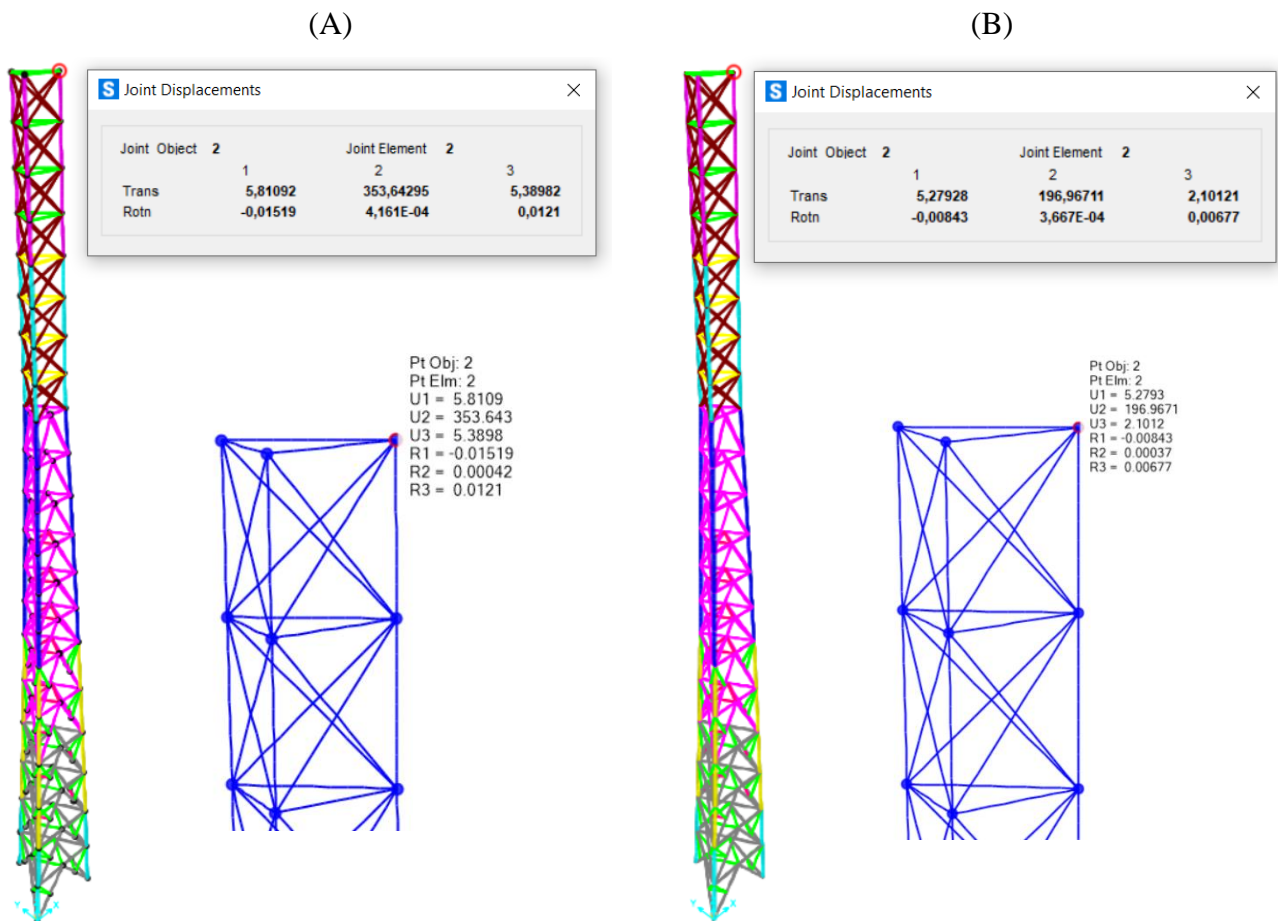 (A)
(B)
S Joint Displacements
Joint Object 2 Joint Element 2
1 2 3
Trans 5,81092 353,64295 5,38982
Rotn -0,01519 4,161E-04 0,0121
Pt Obj: 2
Pt Elm: 2
U1 = 5.8109
U2 = 353.643
U3 = 5.3898
R1 = -0.01519
R2 = 0.00042
R3 = 0.0121
Y X
S Joint Displacements
Joint Object 2 Joint Element 2
1 2 3
Trans 5,27928 196,96711 2,10121
Rotn -0,00843 3,667E-04 0,00677
Pt Obj: 2
Pt Elm: 2
U1 = 5.2793
U2 = 196.9671
U3 = 2.1012
R1 = -0.00843
R2 = 0.00037
R3 = 0.00677
Y X